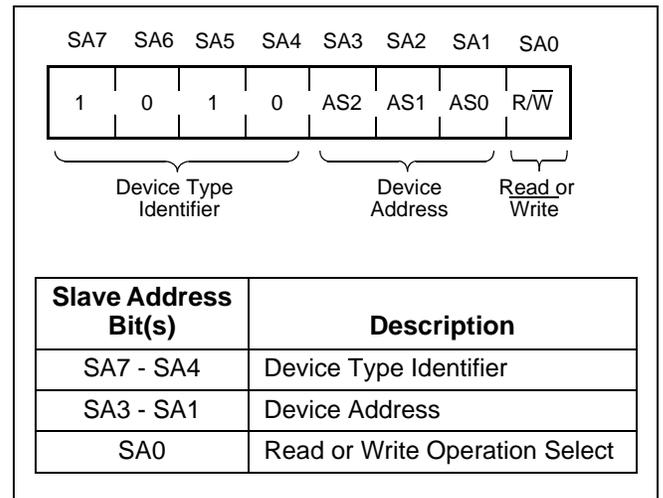 SA7 SA6 SA5 SA4 SA3 SA2 SA1 SA0
1 0 1 0 AS2 AS1 AS0 R/W̅
Device Type Identifier
Device Address
Read or Write
Slave Address Bit(s) Description
SA7 - SA4 Device Type Identifier
SA3 - SA1 Device Address
SA0 Read or Write Operation Select